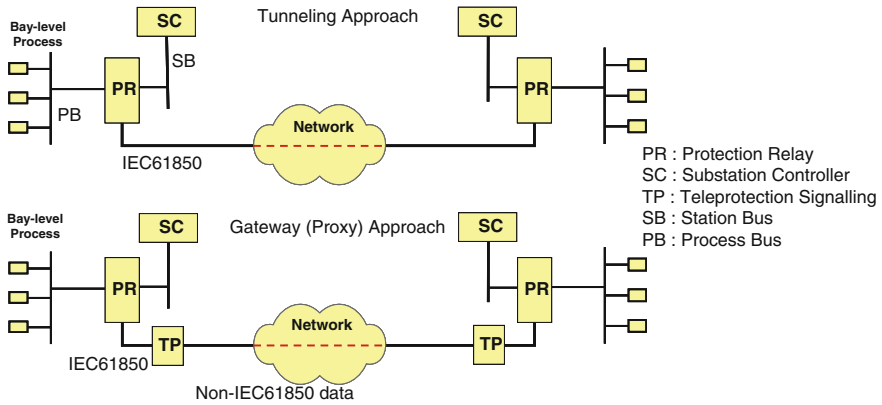 Tunneling Approach
Bay-level
Process
SC
SC
SB
PR
PR
PB
Network
IEC61850
PR : Protection Relay
SC : Substation Controller
TP : Teleprotection Signalling
SB : Station Bus
PB : Process Bus
Gateway (Proxy) Approach
Bay-level
Process
SC
SC
PR
PR
Network
TP
TP
IEC61850
Non-IEC61850 data